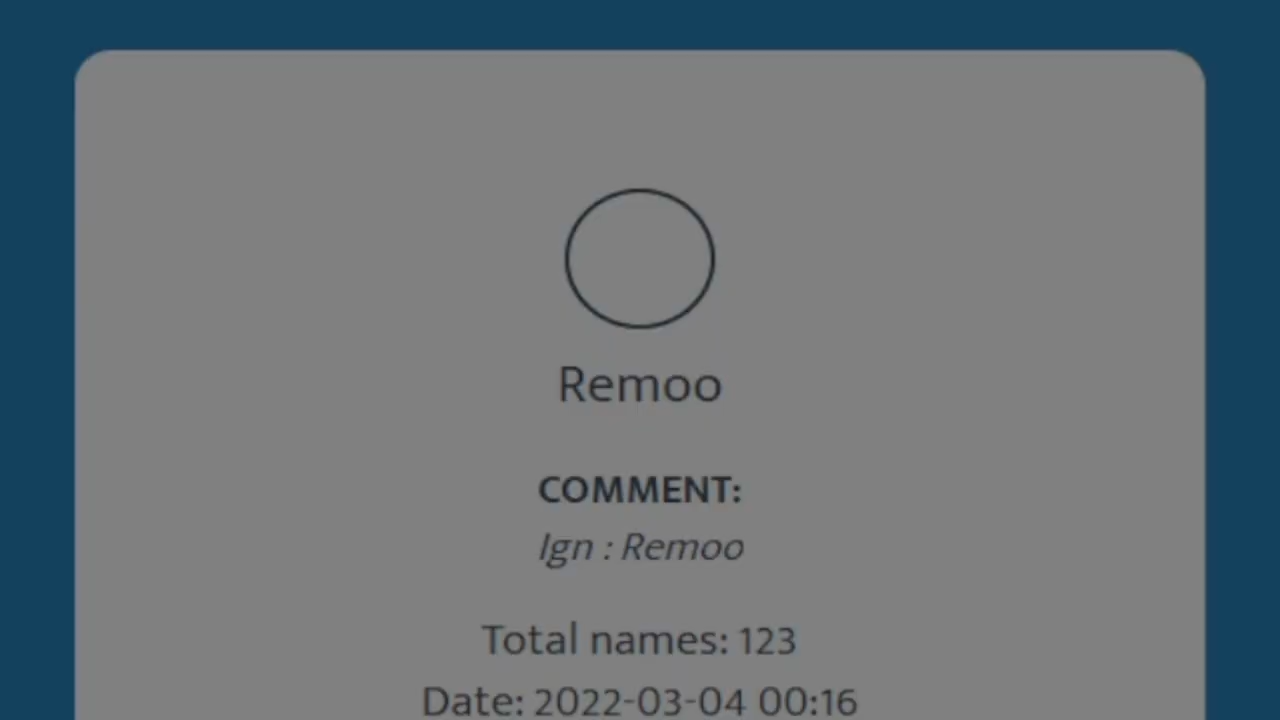 Remoo
COMMENT:
Ign : Remoo
Total names: 123
Date: 2022-03-04 00:16